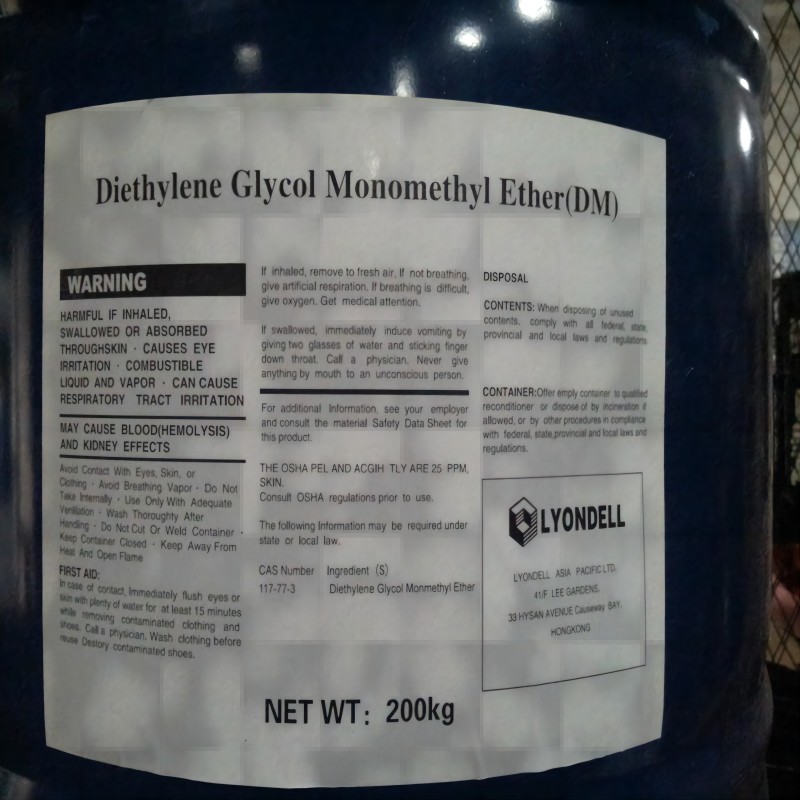 Diethylene Glycol Monomethyl Ether(DM)
WARNING
HARMFUL IF INHALED,
SWALLOWED OR ABSORBED
THROUGHSKIN · CAUSES EYE
IRRITATION · COMBUSTIBLE
LIQUID AND VAPOR · CAN CAUSE
RESPIRATORY TRACT IRRITATION
MAY CAUSE BLOOD(HEMOLYSIS)
AND KIDNEY EFFECTS
Avoid Contact With Eyes, Skin, or
Clothing · Avoid Breathing Vapor · Do Not
Take Internally · Use Only With Adequate
Ventilation · Wash Thoroughty After
Handling · Do Not Cut Or Weld Container ·
Keep Container Closed · Keep Away From
Heat And Open Flame
FIRST AID:
In case of contact, Immediately flush eyes or
skin with plenty of water for at least 15 minutes
while removing contaminated clothing and
shoes. Call a physician. Wash clothing before
reuse Destory contaminated shoes.
If inhaled, remove to fresh air, If not breathing,
give artificial respiration. If breathing is difficult,
give oxygen. Get medical attention.
If swallowed, immediately induce vomiting by
giving two glasses of water and sticking finger
down throat. Call a physician. Never give
anything by mouth to an unconscious person.
For additional Information, see your employer
and consult the material Safety Data Sheet for
this product.
THE OSHA PEL AND ACGIH TLY ARE 25 PPM,
SKIN.
Consult OSHA regulations prior to use.
The following Information may be required under
state or local law.
CAS Number Ingredient (S)
117-77-3 Diethylene Glycol Monmethyl Ether
NET WT: 200kg
DISPOSAL
CONTENTS: When disposing of unused
contents, comply with all federal, state,
provincial and local laws and regulations
CONTAINER:Offer empty container to qualified
reconditioner or dispose of by incineration if
allowed, or by other procedures in compliance
with federal, state,provincial and local laws and
regulations.
LYONDELL
LYONDELL ASIA PACIFIC LTD.
41/F LEE GARDENS,
33 HYSAN AVENUE Causeway BAY,
HONGKONG